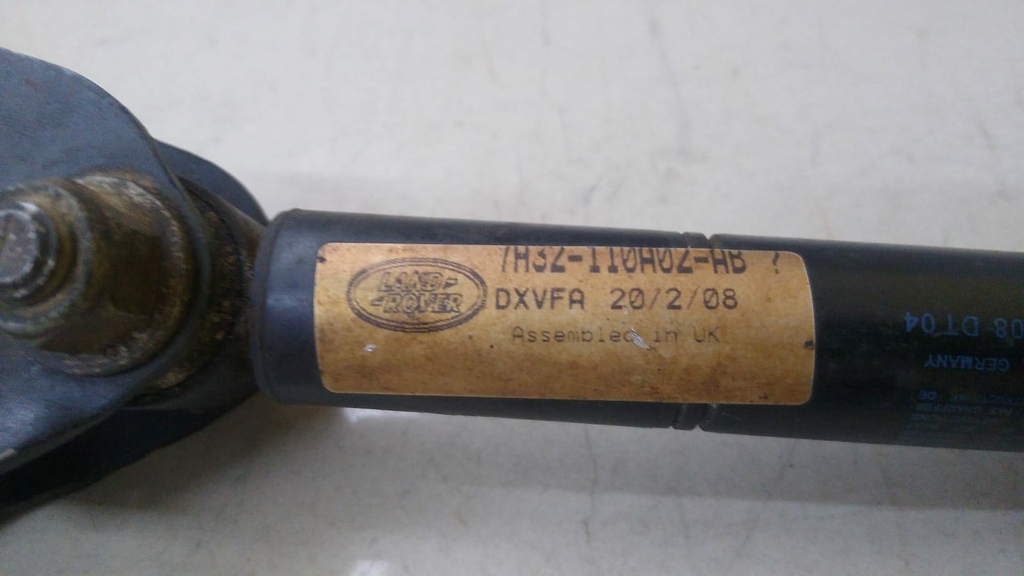 LAND-
-ROVER
7H32-110A02-AB
DXVFA 20/2/08
Assembled in UK
08 DT04
GERMANY